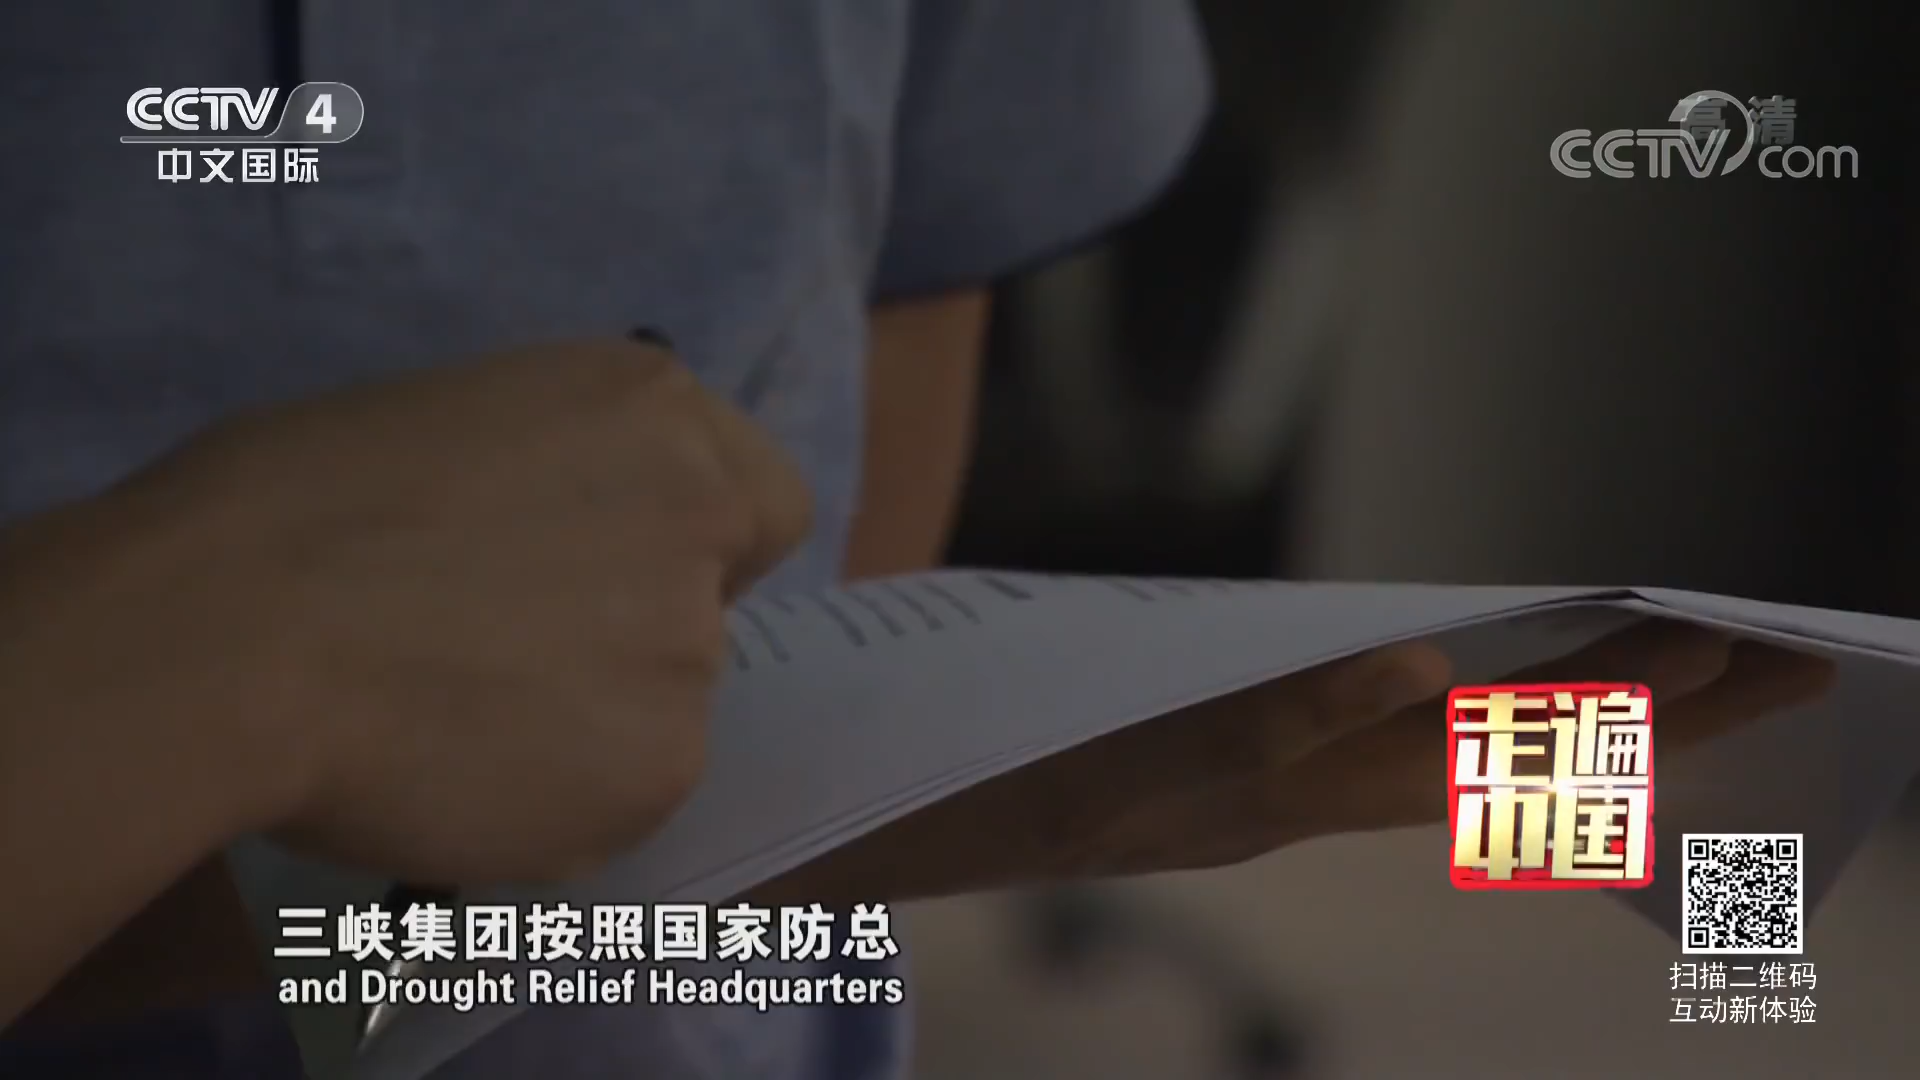 CCTV 4
中文国际
高清
CCTV com
走遍
中国
三峡集团按照国家防总
and Drought Relief Headquarters
扫描二维码
互动新体验